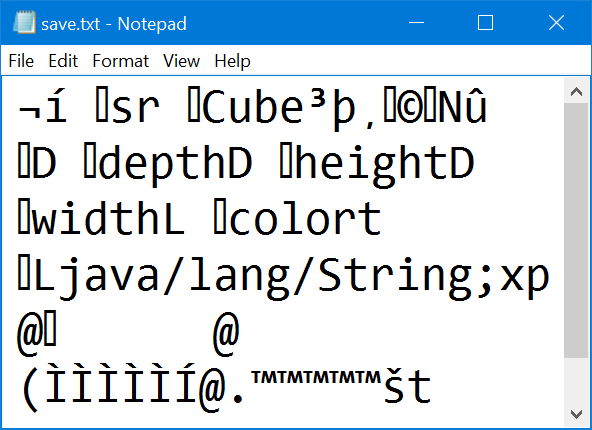 save.txt - Notepad
File Edit Format View Help
¬í ▯sr ▯Cube³þ‚▯©▯Nû
▯D ▯depthD ▯heightD
▯widthL ▯colort
▯Ljava/lang/String;xp
@▯ @
(ÌÌÌÌÌÍ@.™™™™™št